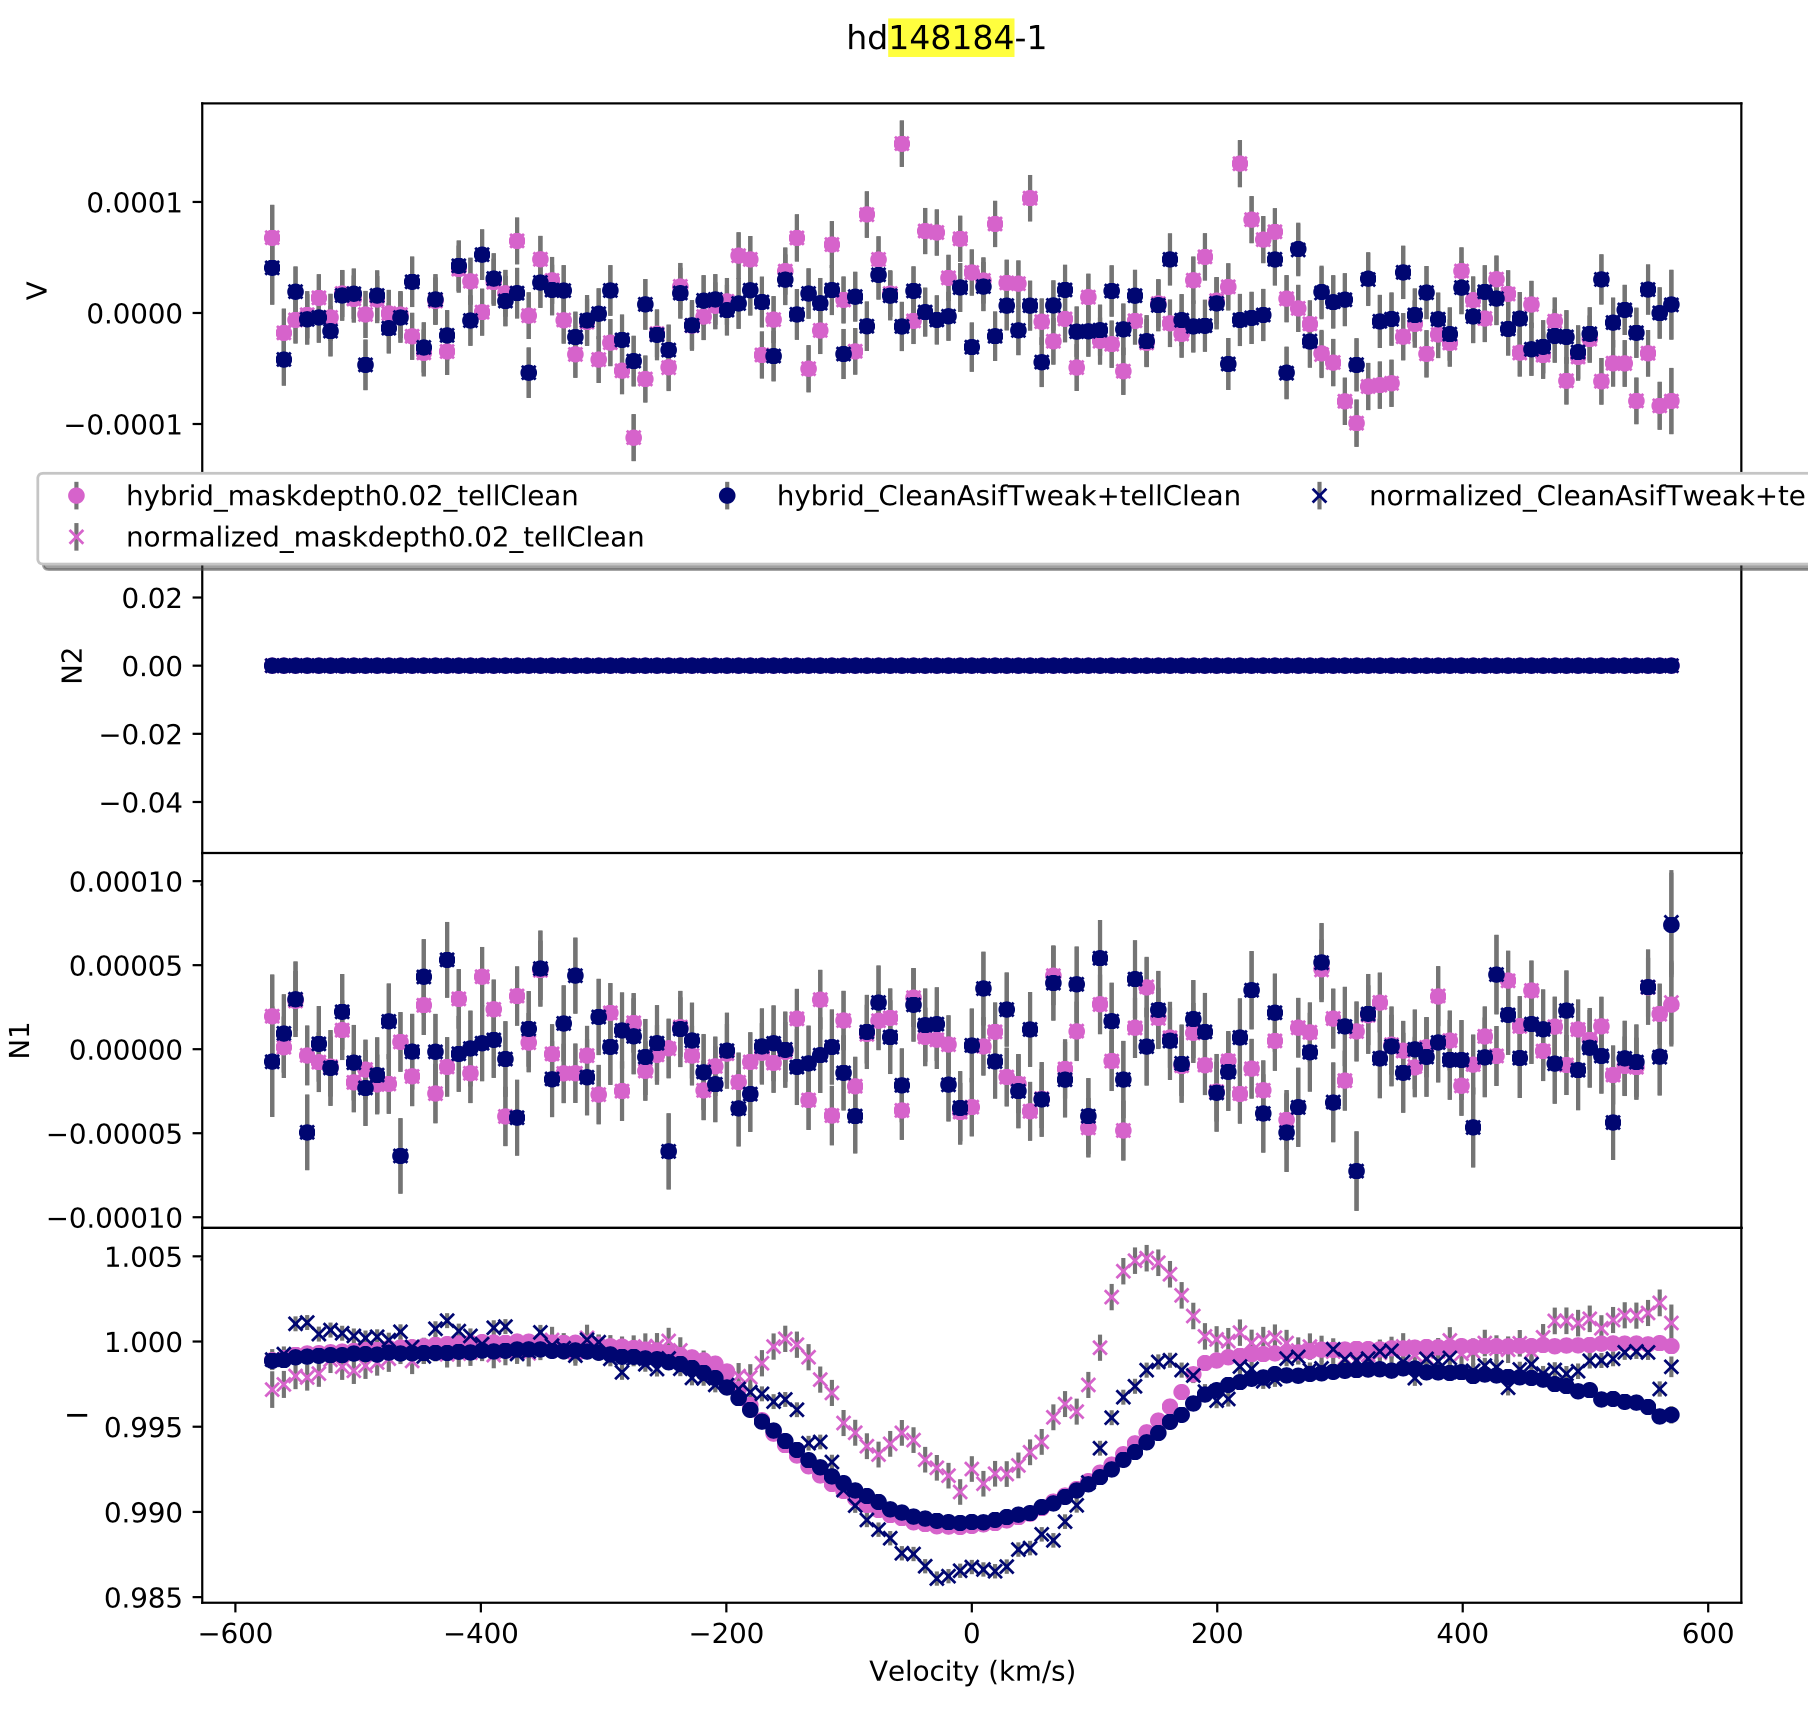 hd148184-1
0.0001
0.0000
−0.0001
V
hybrid_maskdepth0.02_tellClean
hybrid_CleanAsifTweak+tellClean
normalized_CleanAsifTweak+te
normalized_maskdepth0.02_tellClean
0.02
0.00
−0.02
−0.04
N2
0.00010
0.00005
0.00000
−0.00005
−0.00010
N1
1.005
1.000
0.995
0.990
0.985
I
−600 −400 −200 0 200 400 600
Velocity (km/s)